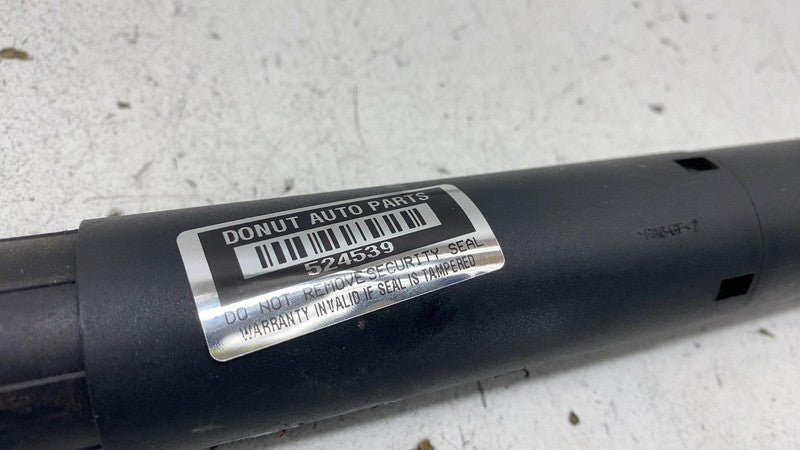 DONUT AUTO PARTS
524539
DO NOT REMOVE SECURITY SEAL
WARRANTY INVALID IF SEAL IS TAMPERED